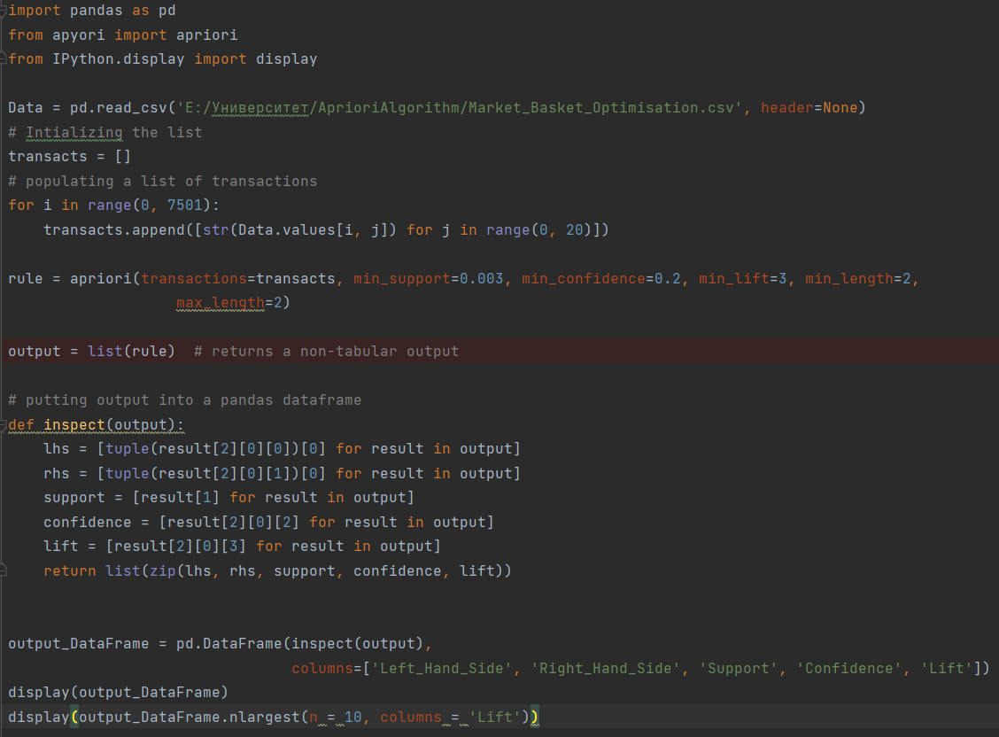 import pandas as pd
from apyori import apriori
from IPython.display import display
Data = pd.read_csv('E:/Университет/AprioriAlgorithm/Market_Basket_Optimisation.csv', header=None)
# Intializing the list
transacts = []
# populating a list of transactions
for i in range(0, 7501):
    transacts.append([str(Data.values[i, j]) for j in range(0, 20)])
rule = apriori(transactions=transacts, min_support=0.003, min_confidence=0.2, min_lift=3, min_length=2,
                   max_length=2)
output = list(rule)  # returns a non-tabular output
# putting output into a pandas dataframe
def inspect(output):
    lhs = [tuple(result[2][0][0])[0] for result in output]
    rhs = [tuple(result[2][0][1])[0] for result in output]
    support = [result[1] for result in output]
    confidence = [result[2][0][2] for result in output]
    lift = [result[2][0][3] for result in output]
    return list(zip(lhs, rhs, support, confidence, lift))
output_DataFrame = pd.DataFrame(inspect(output),
                                columns=['Left_Hand_Side', 'Right_Hand_Side', 'Support', 'Confidence', 'Lift'])
display(output_DataFrame)
display(output_DataFrame.nlargest(n = 10, columns = 'Lift'))